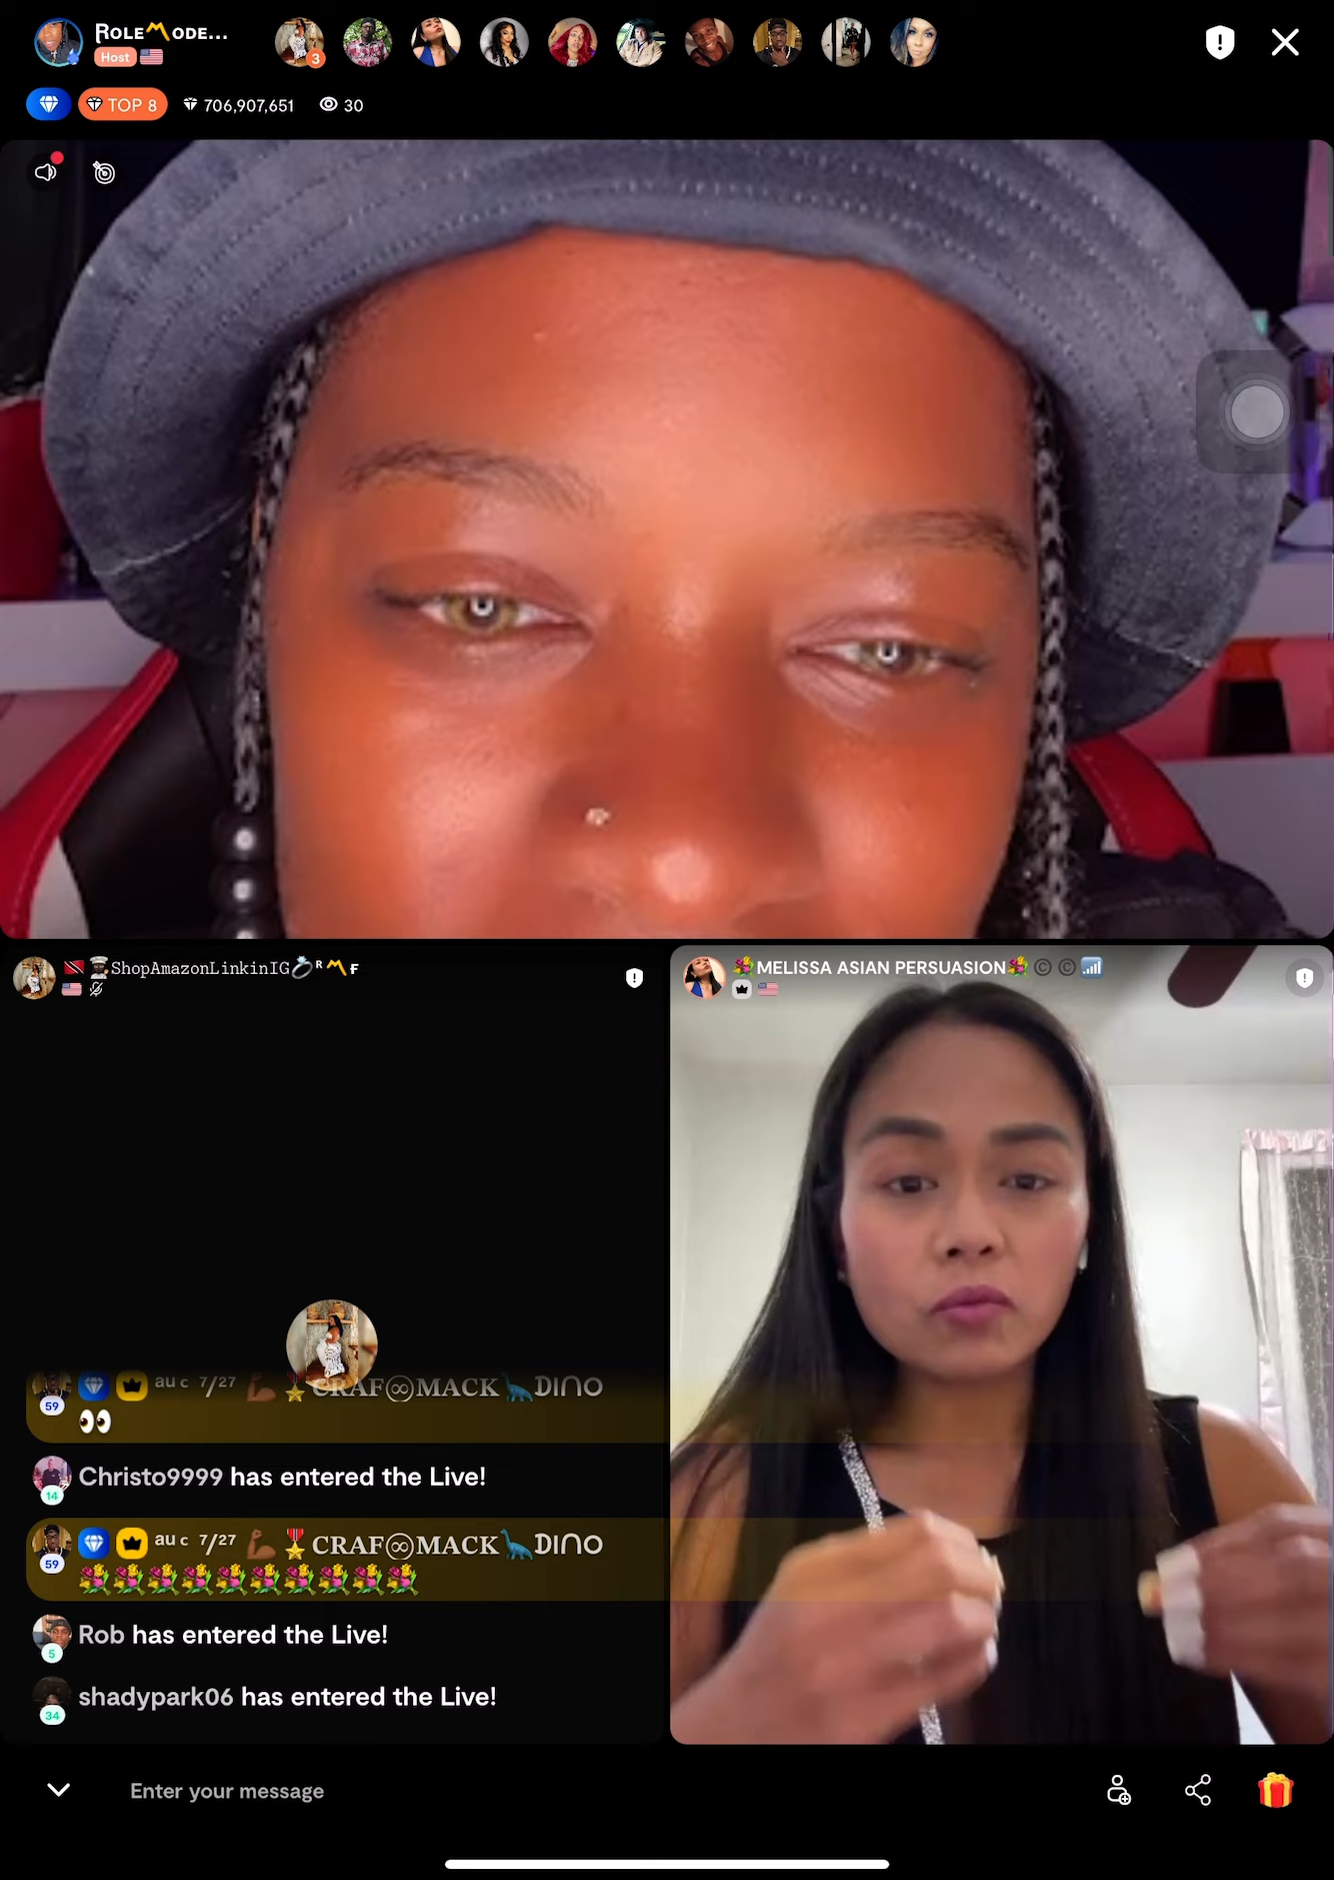 RoLE〽️ODE...
Host
3
TOP 8
706,907,651
30
ShopAmazonLinkinIG💍ᴿ〽️F
💐MELISSA ASIAN PERSUASION💐©©📶
59 au c 7/27 💪🏾🎖️CRAF♾MACK🦕DINO
👀
Christo9999 has entered the Live!
14
59 au c 7/27 💪🏾🎖️CRAF♾MACK🦕DINO
💐💐💐💐💐💐💐💐💐💐
Rob has entered the Live!
5
shadypark06 has entered the Live!
34
Enter your message